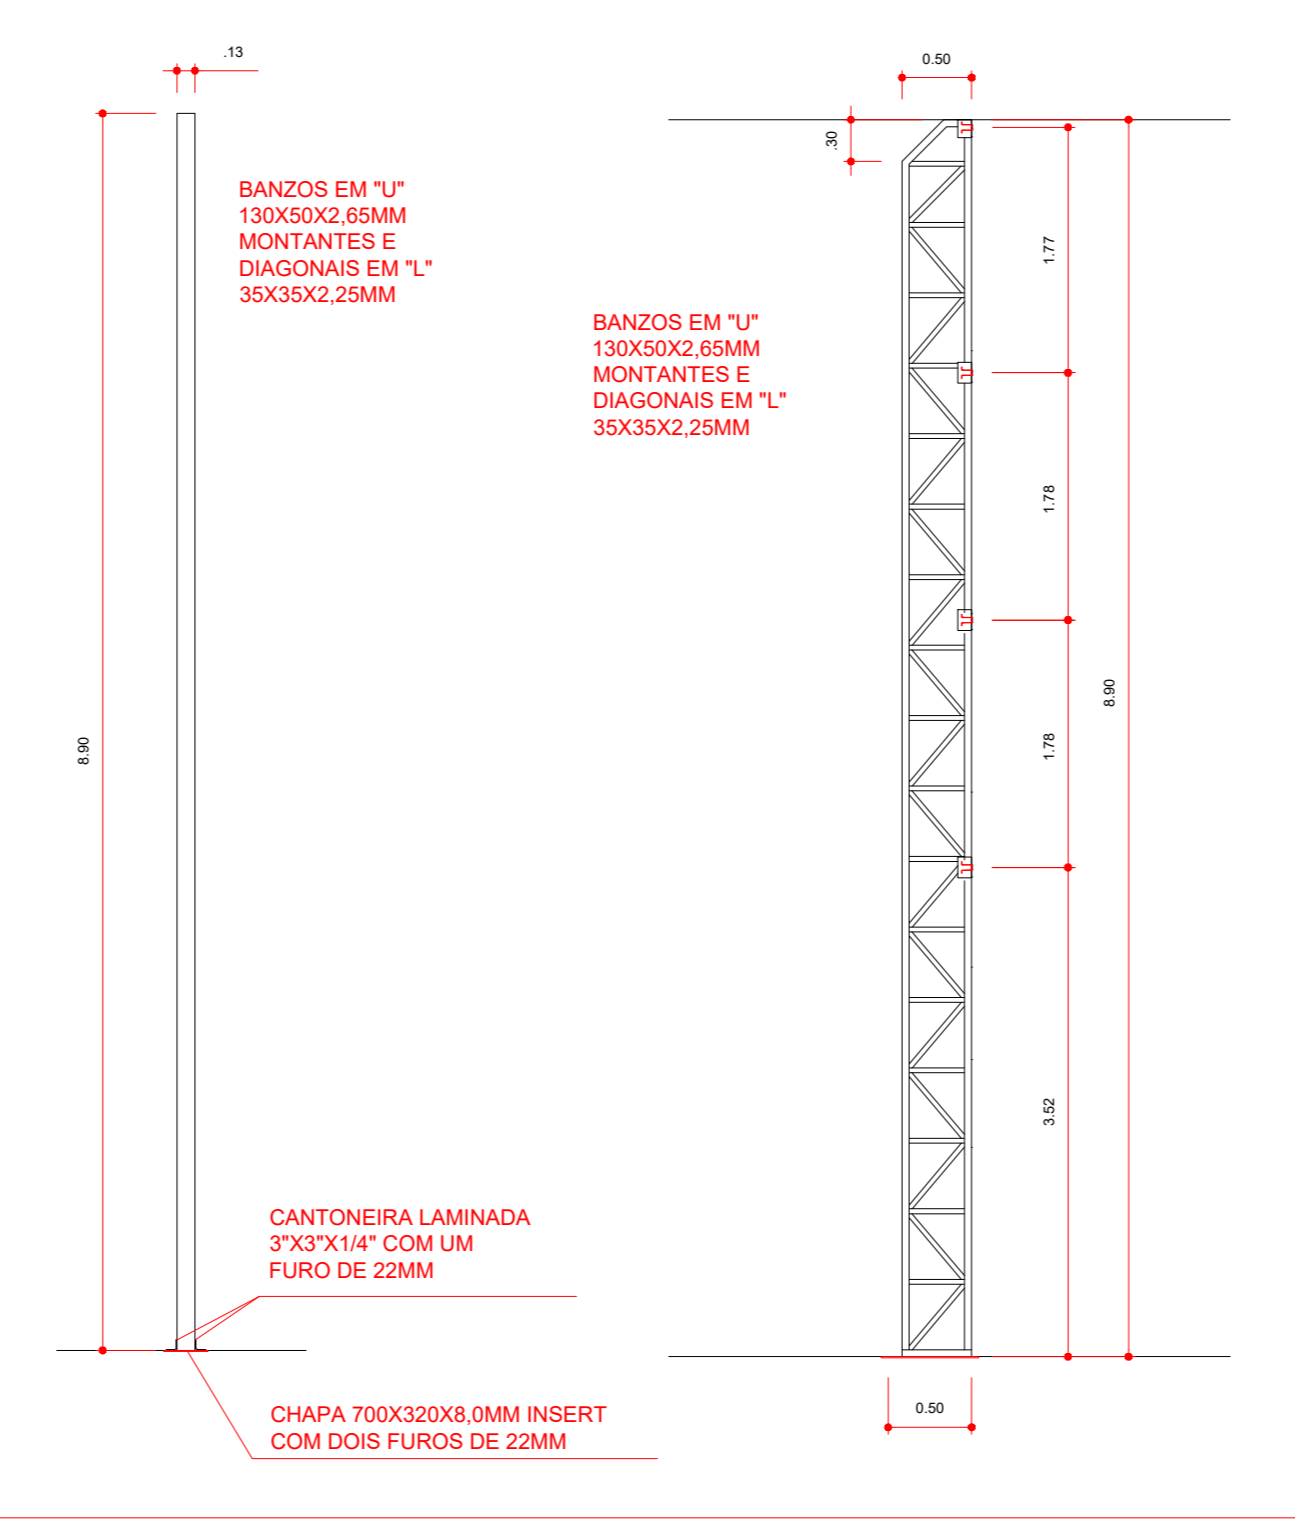 .13
0.50
.30
BANZOS EM "U"
130X50X2,65MM
MONTANTES E
DIAGONAIS EM "L"
35X35X2,25MM
1.77
BANZOS EM "U"
130X50X2,65MM
MONTANTES E
DIAGONAIS EM "L"
35X35X2,25MM
1.78
8.90
8.90
1.78
3.52
CANTONEIRA LAMINADA
3"X3"X1/4" COM UM
FURO DE 22MM
CHAPA 700X320X8,0MM INSERT
COM DOIS FUROS DE 22MM
0.50